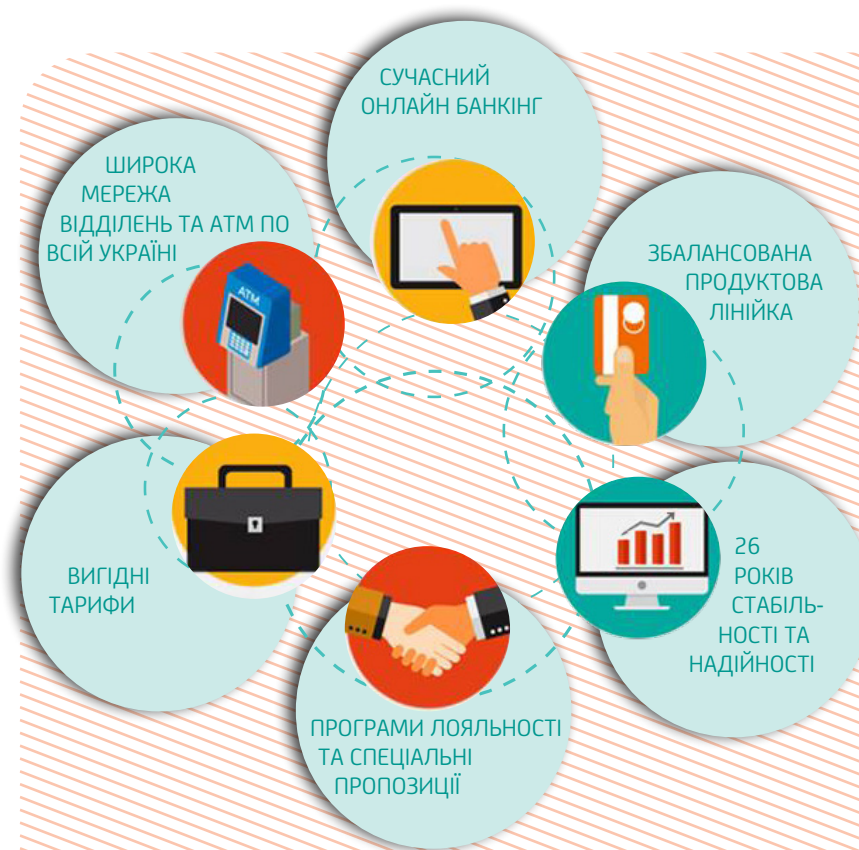 СУЧАСНИЙ
ОНЛАЙН БАНКІНГ
ШИРОКА
МЕРЕЖА
ВІДДІЛЕНЬ ТА АТМ ПО
ВСІЙ УКРАЇНІ
ATM
ЗБАЛАНСОВАНА
ПРОДУКТОВА
ЛІНІЙКА
26
РОКІВ
СТАБІЛЬ-
НОСТІ ТА
НАДІЙНОСТІ
ВИГІДНІ
ТАРИФИ
ПРОГРАМИ ЛОЯЛЬНОСТІ
ТА СПЕЦІАЛЬНІ
ПРОПОЗИЦІЇ